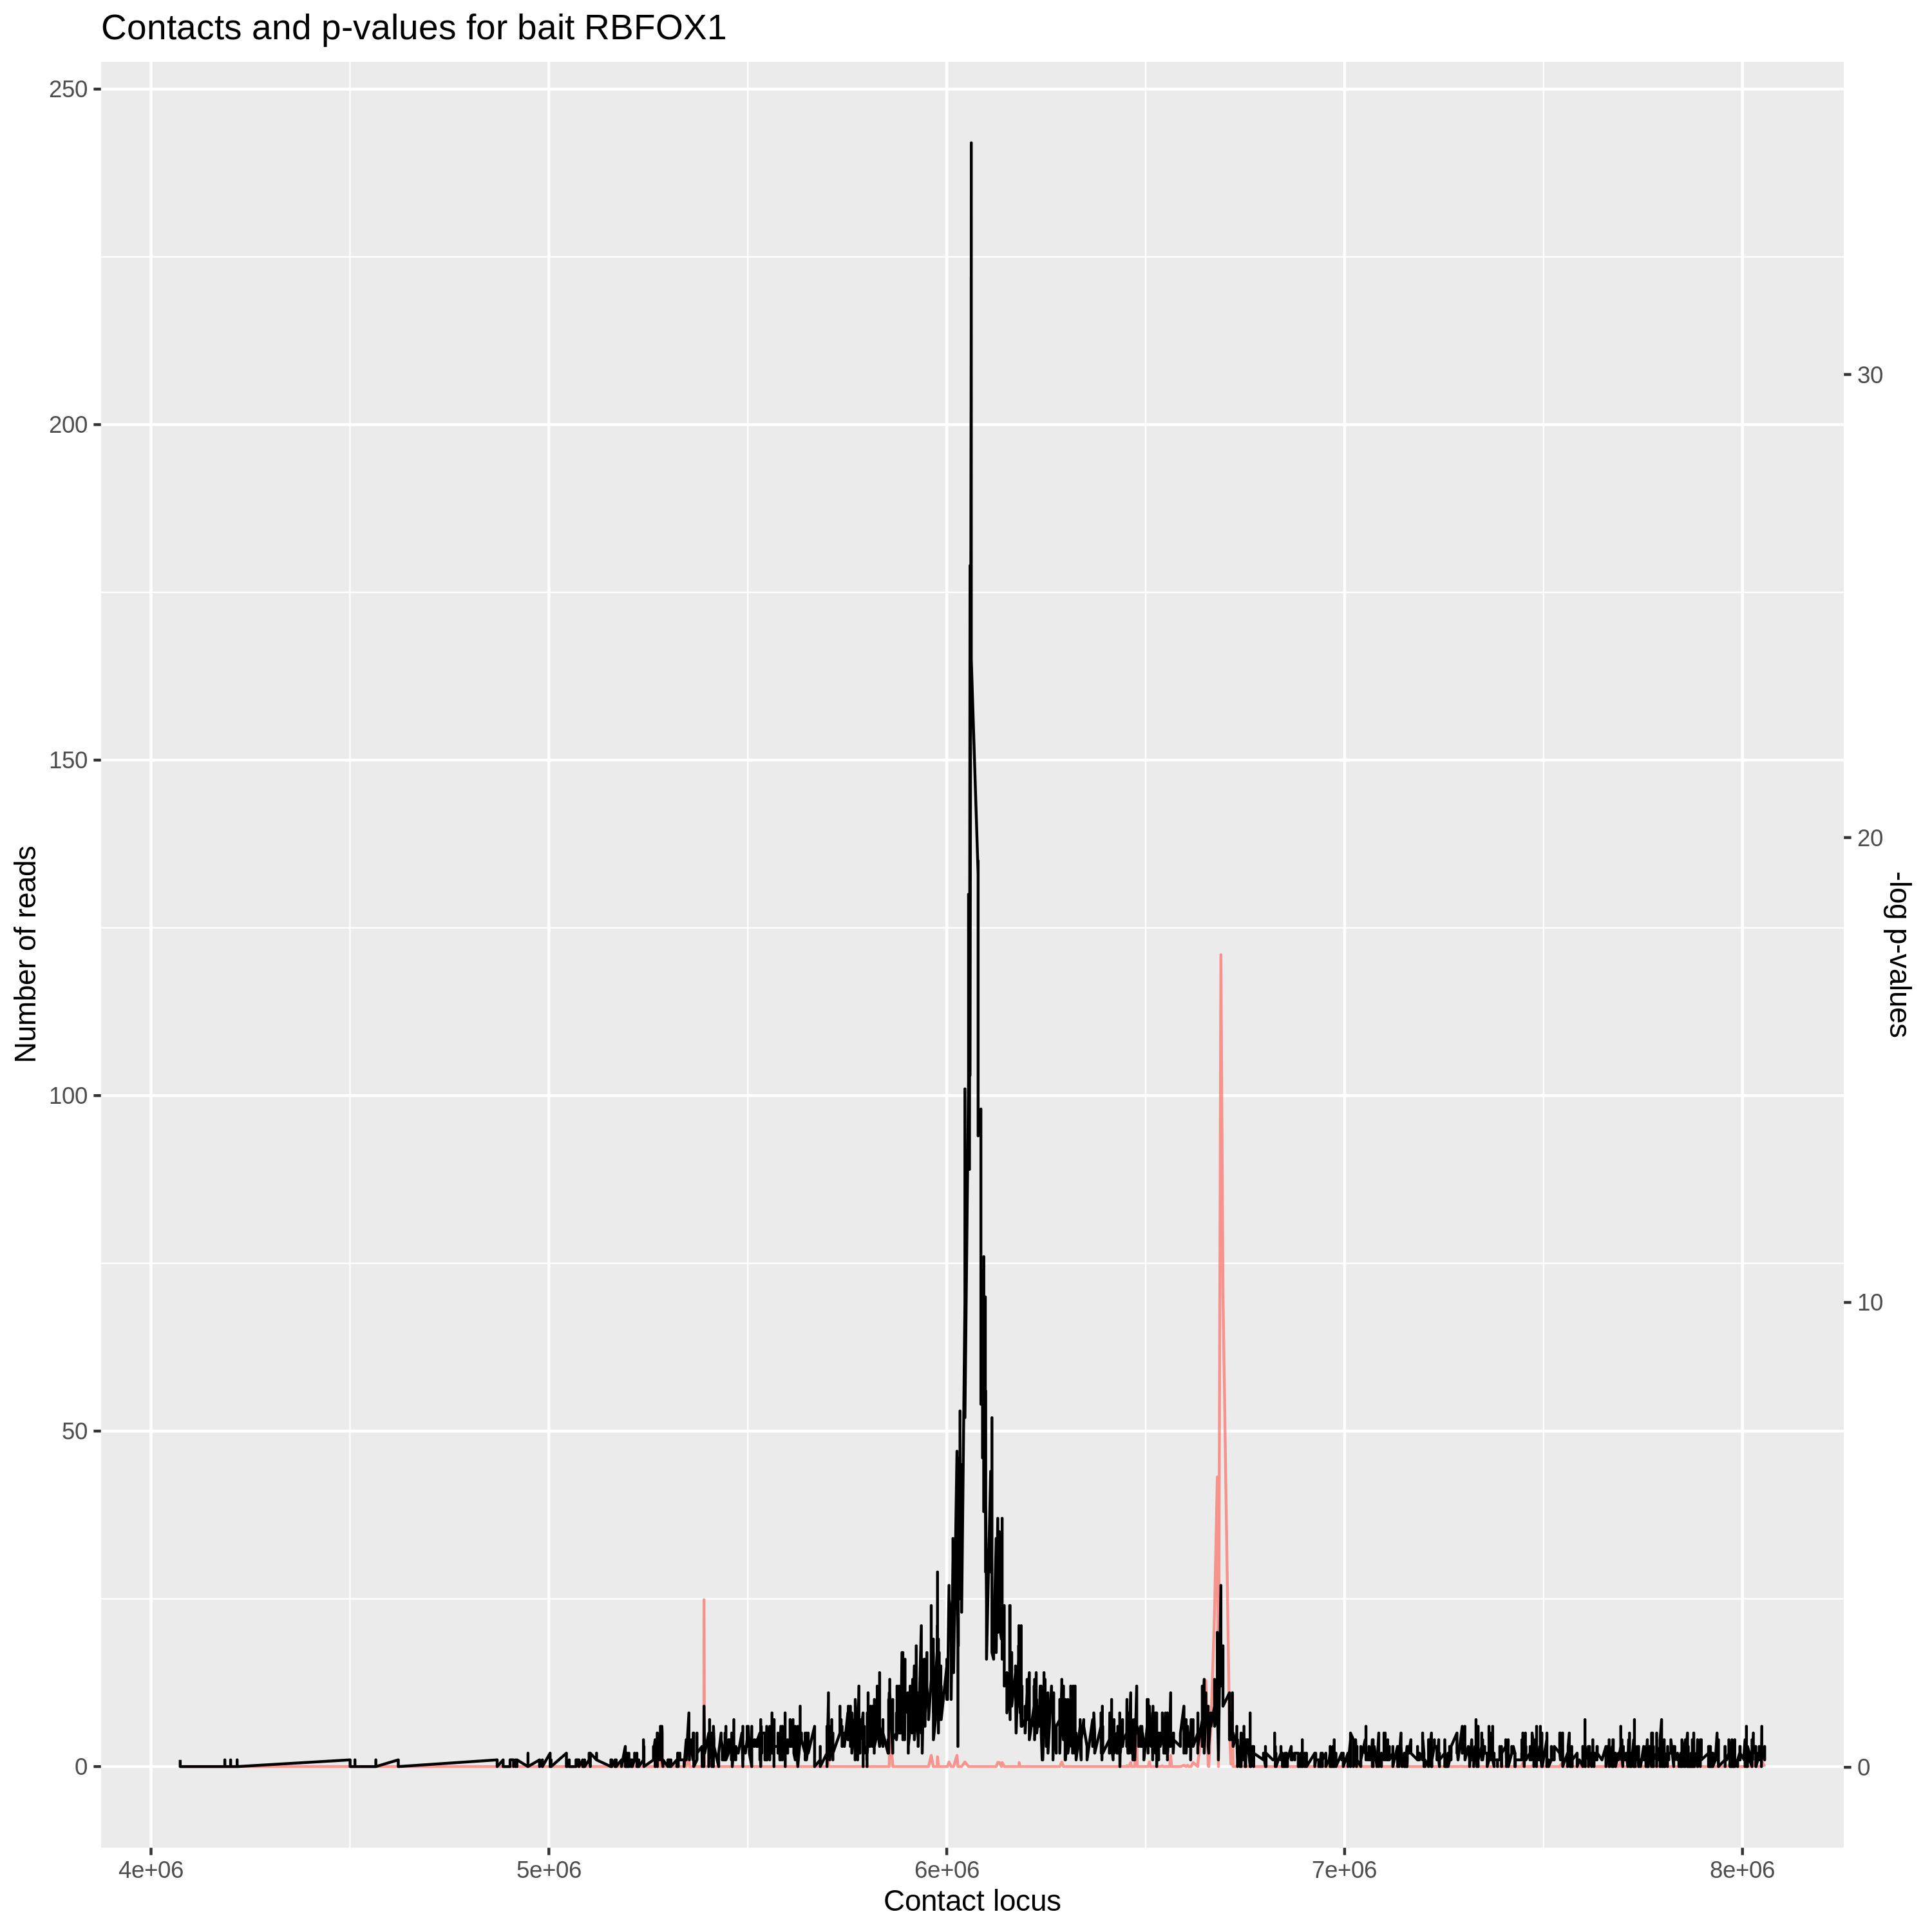 Contacts and p-values for bait RBFOX1
250
200
150
100
50
0
Number of reads
30
20
10
0
-log p-values
4e+06
5e+06
6e+06
7e+06
8e+06
Contact locus